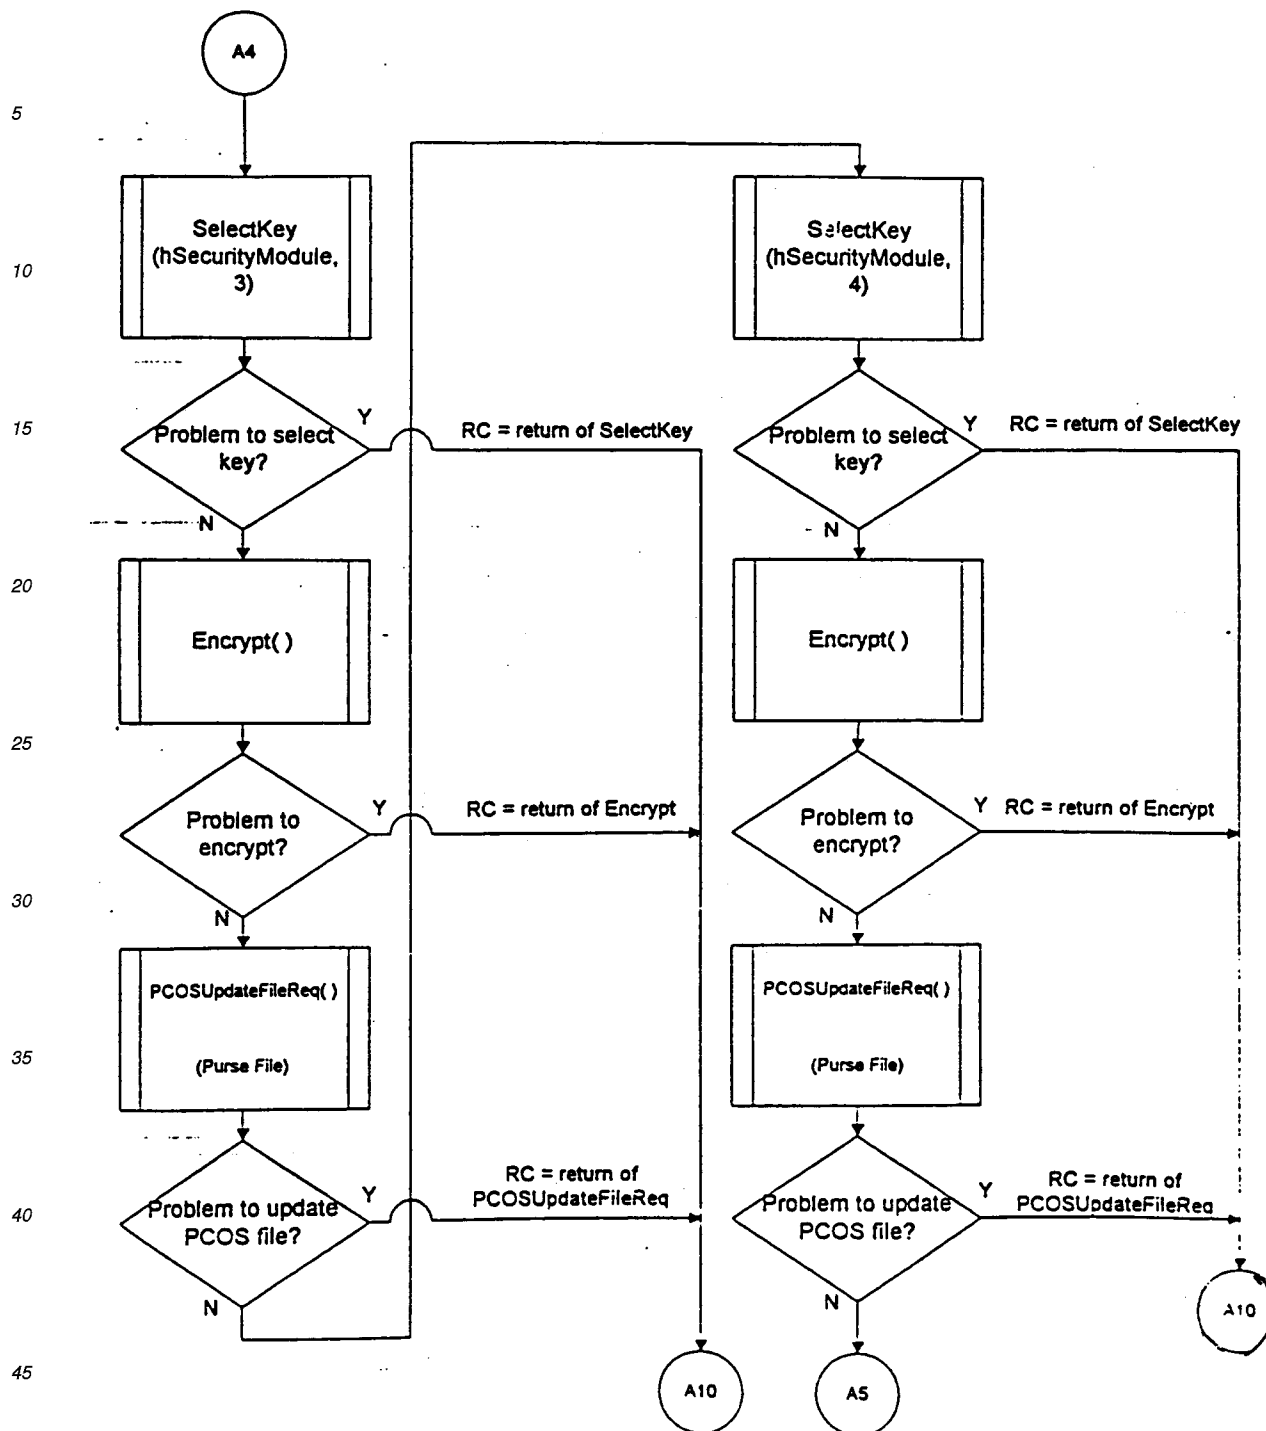 A4
5
10
15
20
25
30
35
40
45
SelectKey
(hSecurityModule,
3)
Problem to select
key?
Y
RC = return of SelectKey
N
Encrypt( )
Problem to
encrypt?
Y
RC = return of Encrypt
N
PCOSUpdateFileReq( )
(Purse File)
Problem to update
PCOS file?
Y
RC = return of
PCOSUpdateFileReq
N
A10
SelectKey
(hSecurityModule,
4)
Problem to select
key?
Y
RC = return of SelectKey
N
Encrypt( )
Problem to
encrypt?
Y
RC = return of Encrypt
N
PCOSUpdateFileReq( )
(Purse File)
Problem to update
PCOS file?
Y
RC = return of
PCOSUpdateFileReq
N
A5
A10